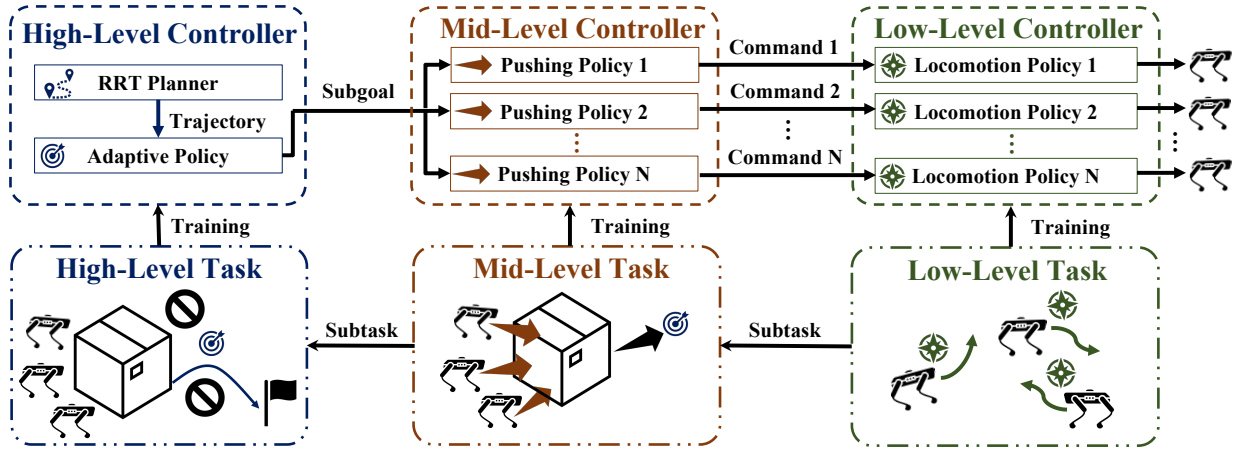 High-Level Controller
RRT Planner
Trajectory
Adaptive Policy
Subgoal
Mid-Level Controller
Pushing Policy 1
Pushing Policy 2
Pushing Policy N
Command 1
Command 2
Command N
Low-Level Controller
Locomotion Policy 1
Locomotion Policy 2
Locomotion Policy N
Training
Training
Training
High-Level Task
Subtask
Mid-Level Task
Subtask
Low-Level Task